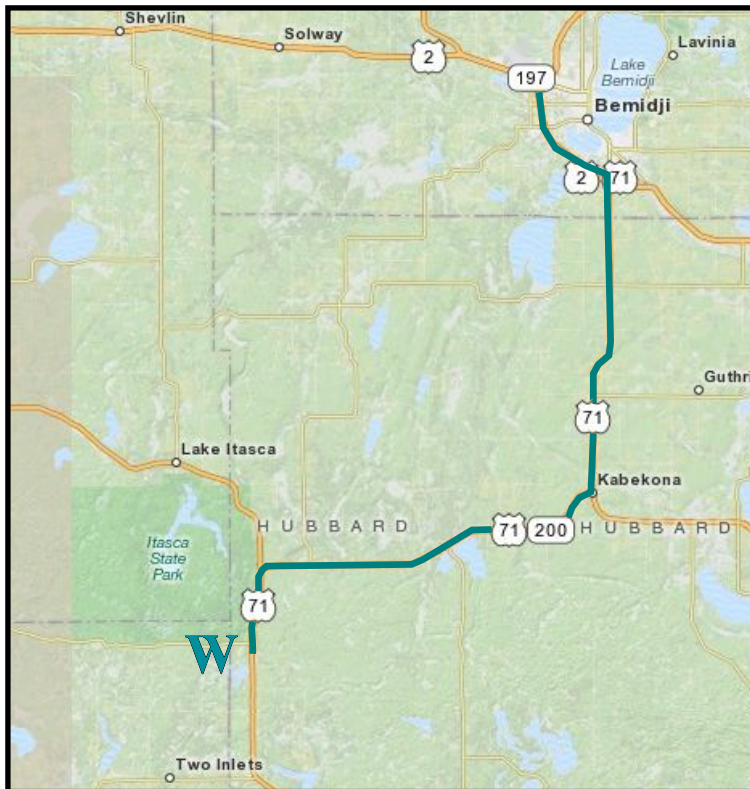 Shevlin
Solway
2
Lavinia
Lake
Bemidji
197
Bemidji
2
71
Guthri
71
Lake Itasca
Kabekona
HUBBARD
71
200
HUBBARD
Itasca
State
Park
71
W
Two Inlets